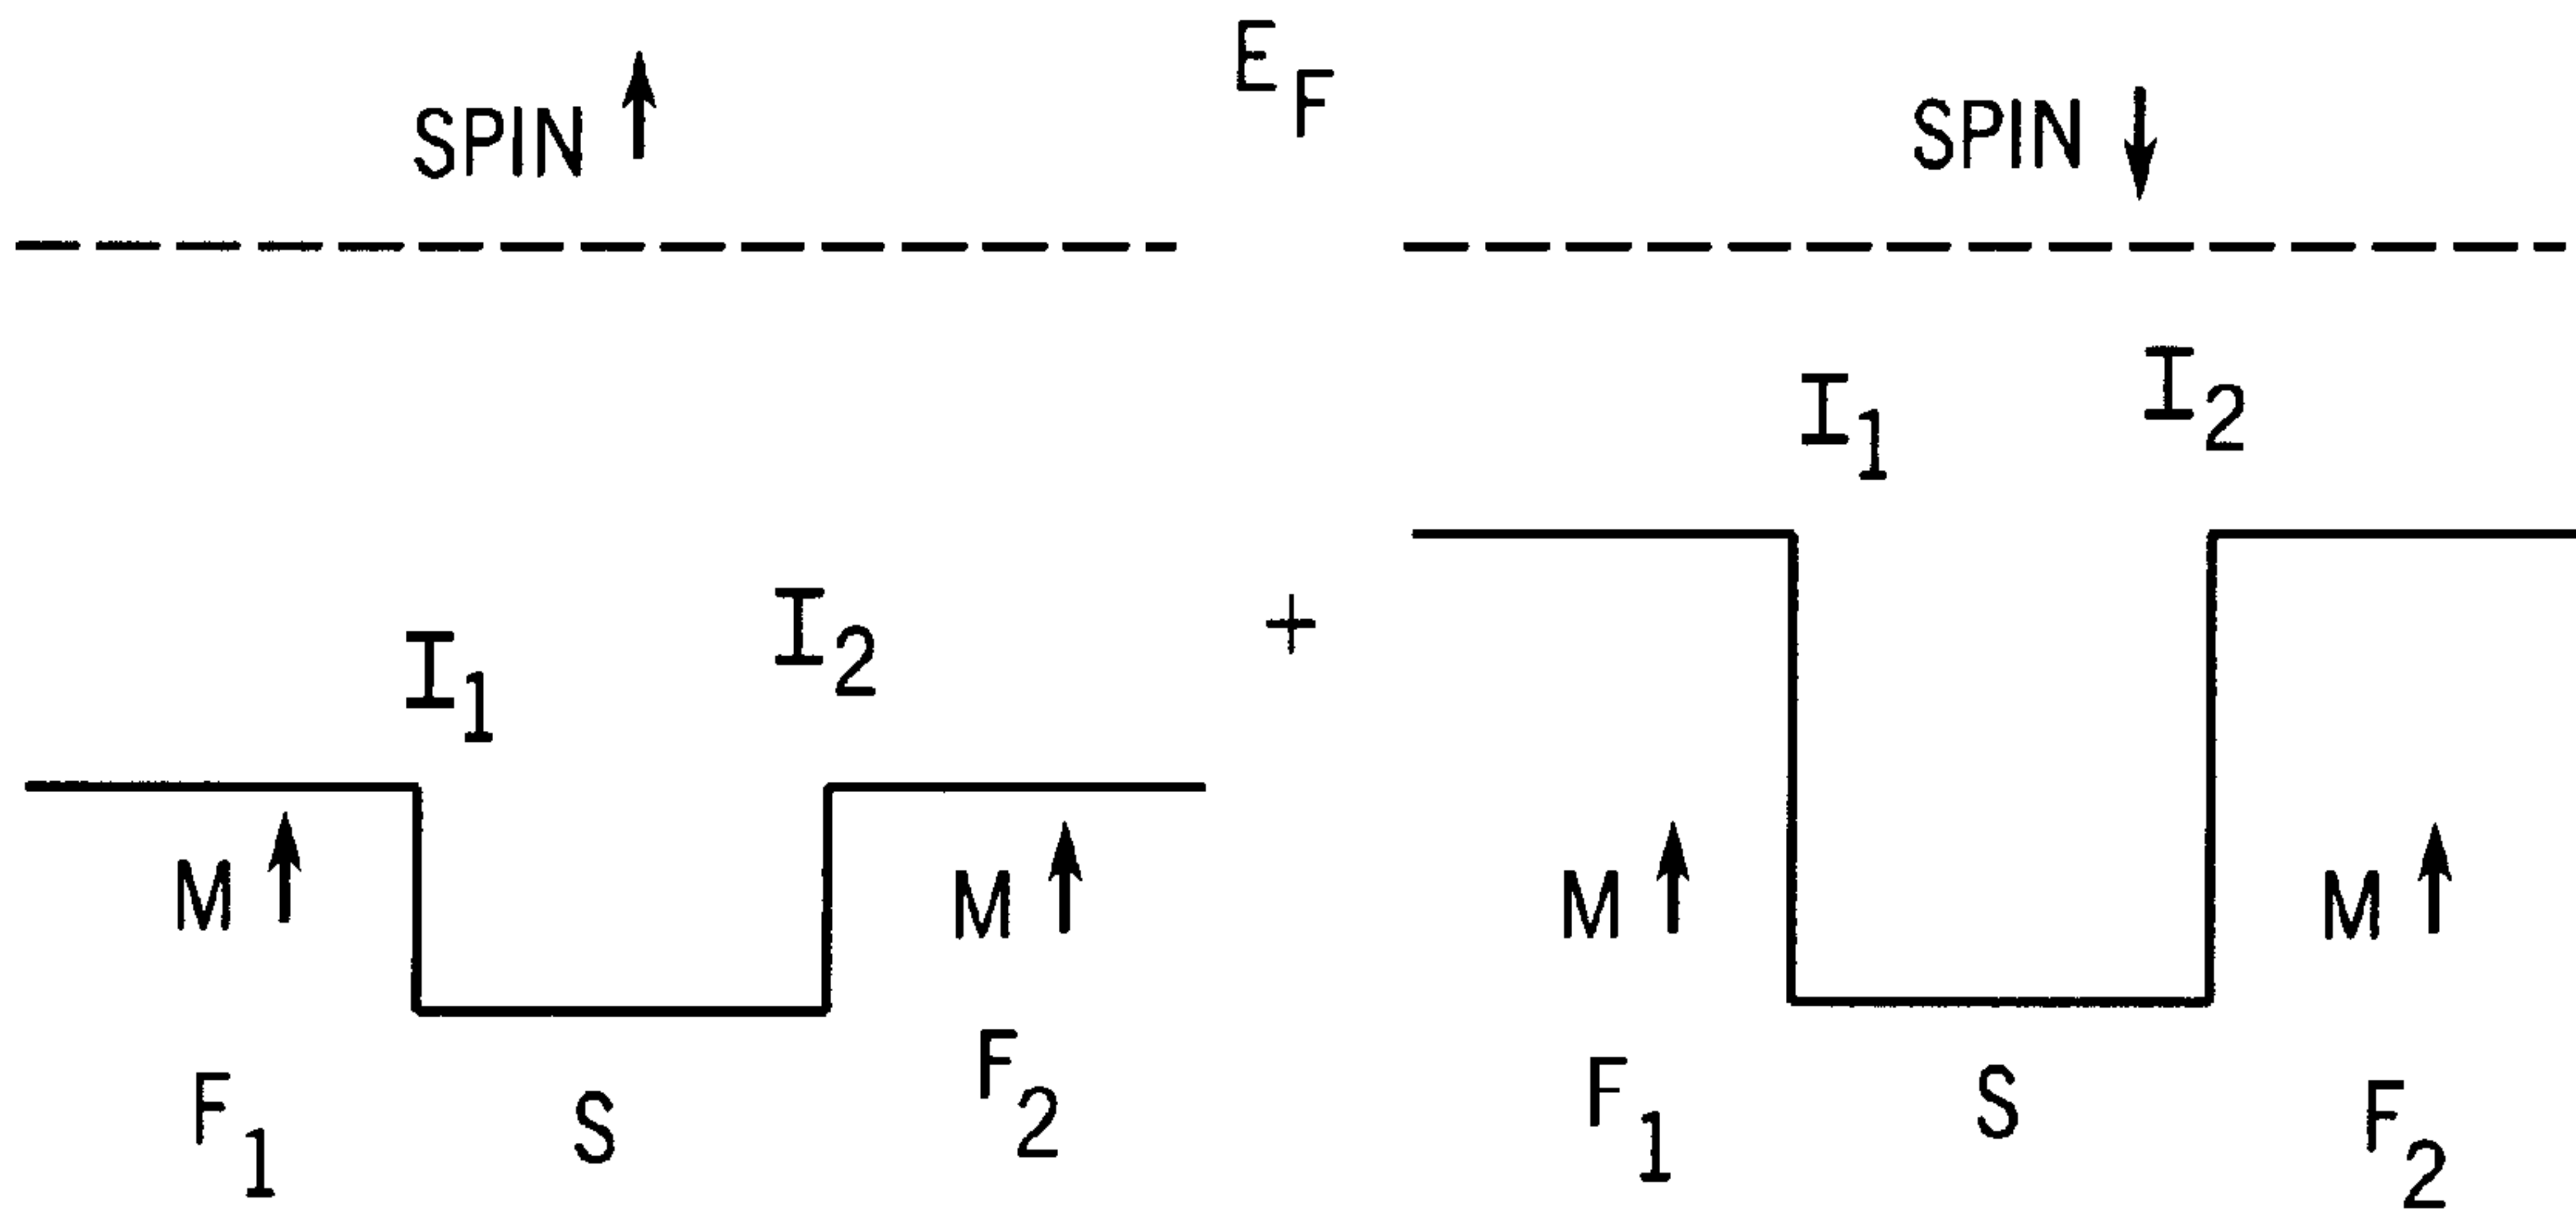 E_F
SPIN ↑
SPIN ↓
I_1
I_2
I_1
I_2
+
M ↑
M ↑
M ↑
M ↑
F_1
S
F_2
F_1
S
F_2